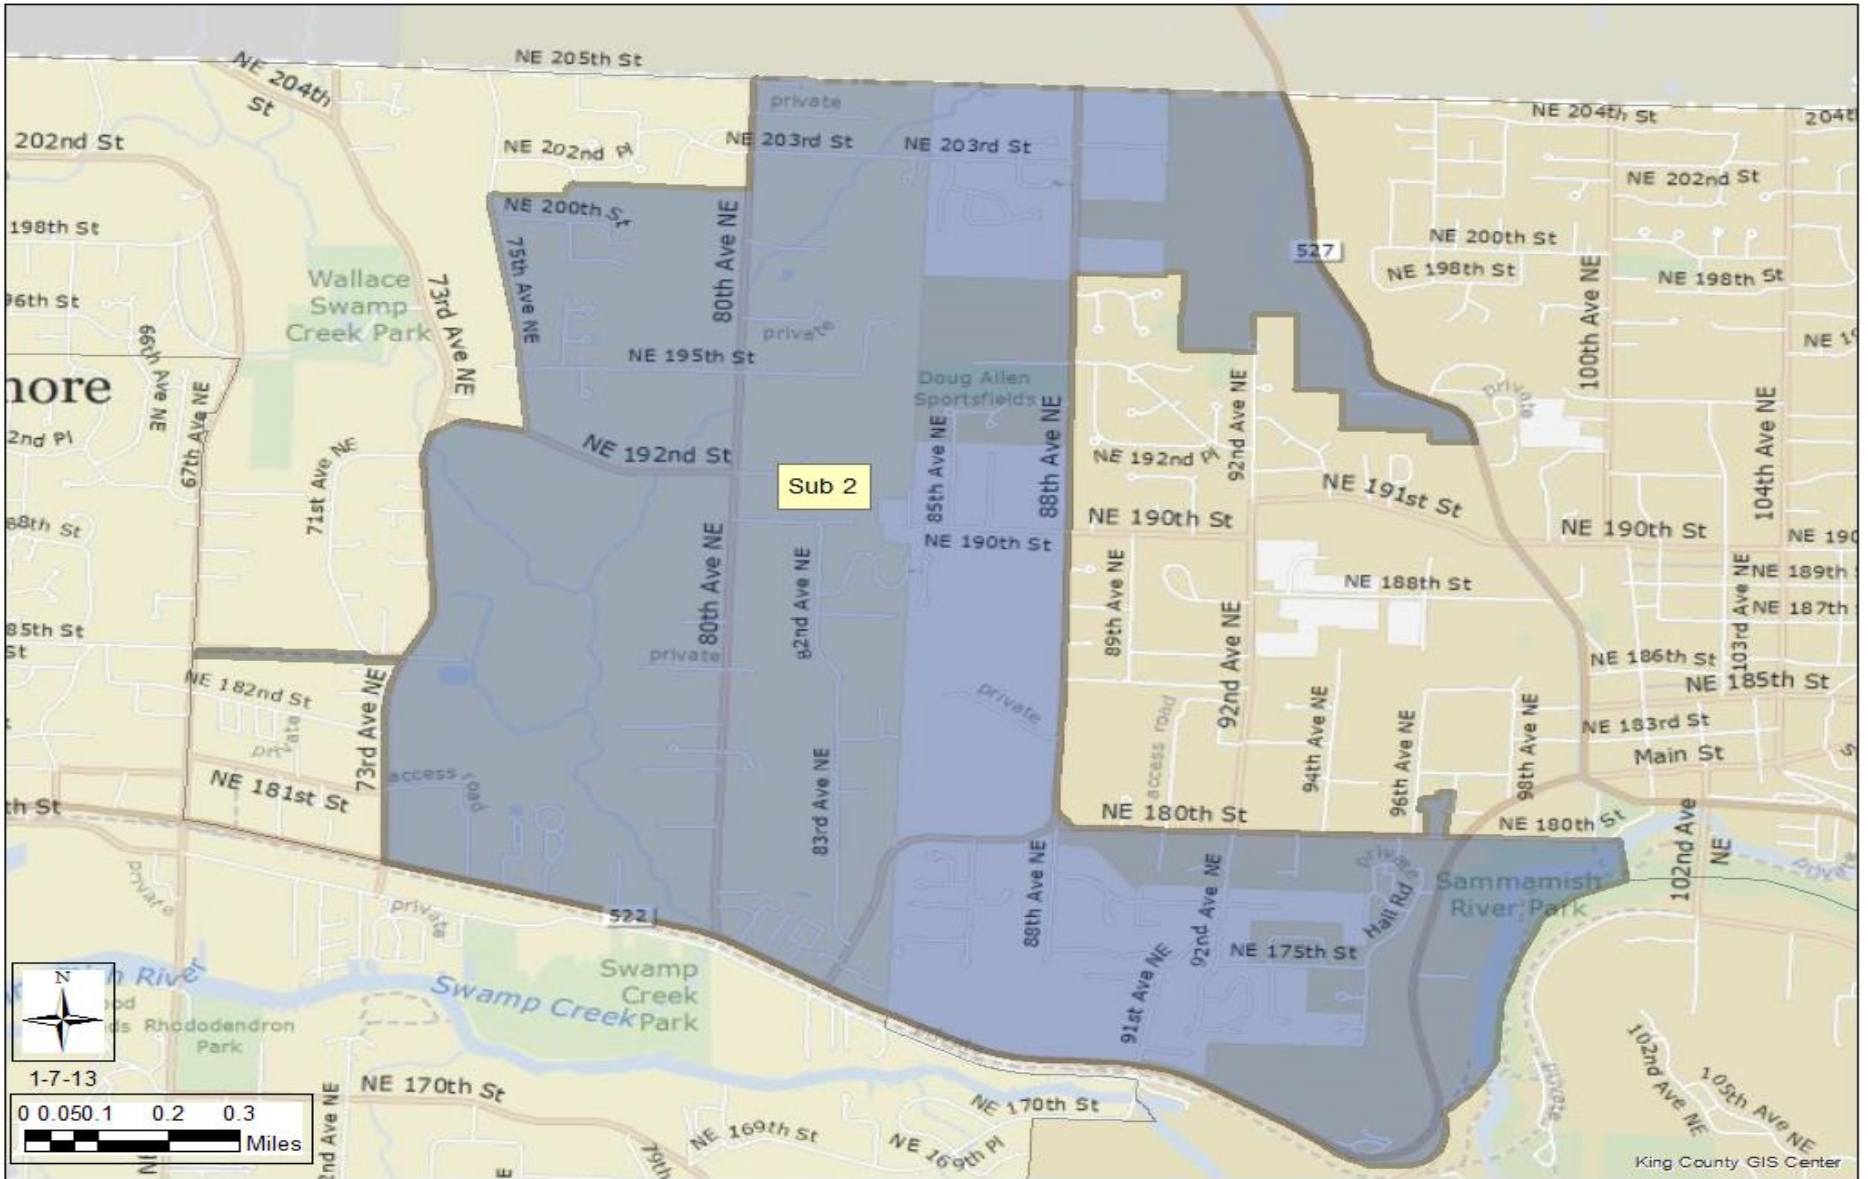 NE 205th St
NE 204th
St
NE 204th St
202nd St
NE 202nd Pl
private
NE 203rd St
NE 203rd St
NE 202nd St
198th St
NE 200th St
75th Ave NE
80th Ave NE
527
NE 200th St
NE 198th St
NE 198th St
100th Ave NE
Wallace
Swamp
Creek Park
73rd Ave NE
private
NE 195th St
66th Ave NE
67th Ave NE
2nd Pl
Doug Allen
Sportsfields
private
104th Ave NE
71st Ave NE
NE 192nd St
Sub 2
85th Ave NE
88th Ave NE
NE 192nd Pl
92nd Ave NE
NE 191st St
NE 190th St
NE 190th St
NE 190th St
NE 190
80th Ave NE
82nd Ave NE
89th Ave NE
NE 188th St
NE 189th
NE 187th
103rd Ave NE
85th St
St
private
92nd Ave NE
NE 186th St
NE 185th St
NE 182nd St
private
73rd Ave NE
private
access road
94th Ave NE
96th Ave NE
98th Ave NE
NE 183rd St
Main St
NE 181st St
access road
83rd Ave NE
NE 180th St
NE 180th St
th St
102nd Ave
NE
private
private
private
private
Sammamish
River Park
522
88th Ave NE
92nd Ave NE
Hall Rd
NE 175th St
91st Ave NE
Swamp
Creek
Park
Swamp Creek
River
Rhododendron
Park
N
1-7-13
0 0.05 0.1 0.2 0.3
Miles
NE 170th St
NE 170th St
NE 169th St
NE 169th Pl
79th
private
102nd Ave NE
105th Ave NE
King County GIS Center